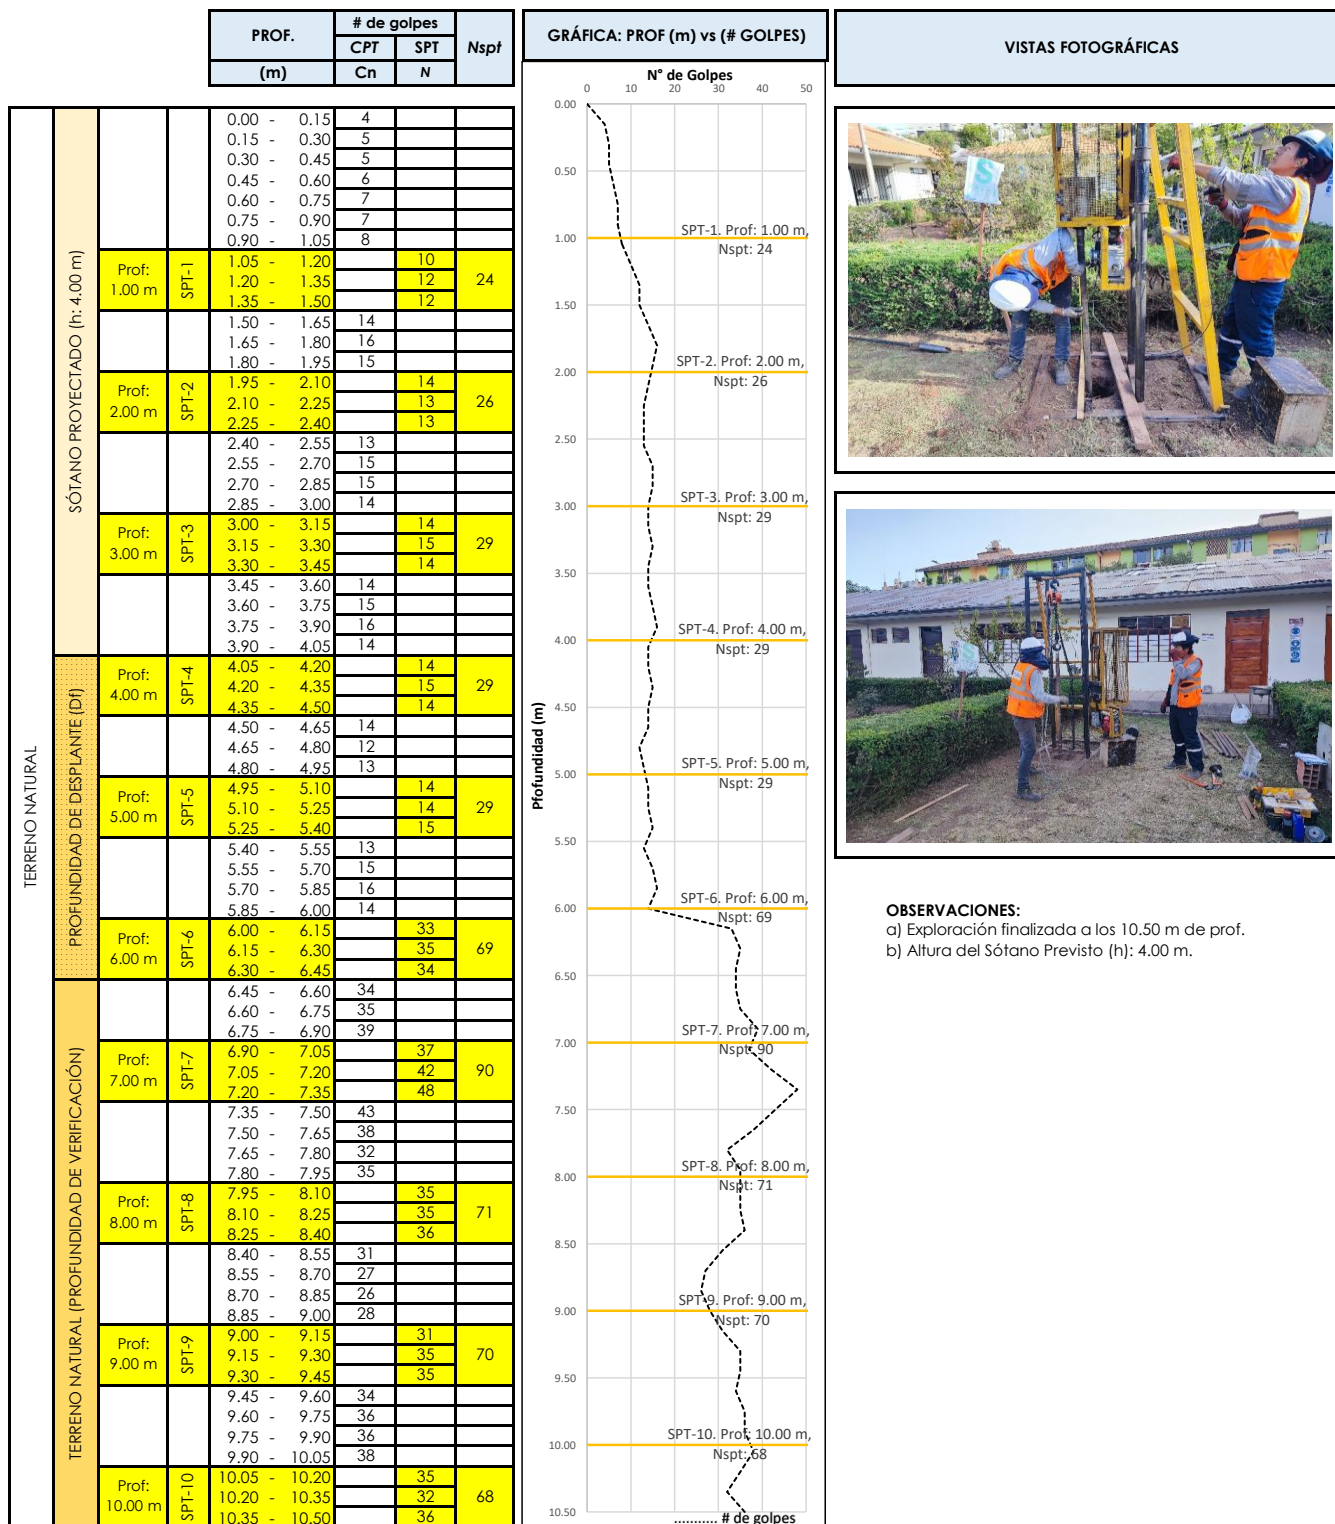 PROF.
# de golpes
CPT SPT Nspt
(m) Cn N
GRÁFICA: PROF (m) vs (# GOLPES)
VISTAS FOTOGRÁFICAS
TERRENO NATURAL
SÓTANO PROYECTADO (h: 4.00 m)
PROFUNDIDAD DE DESPLANTE (Df)
TERRENO NATURAL (PROFUNDIDAD DE VERIFICACIÓN)
0.00 - 0.15 4
0.15 - 0.30 5
0.30 - 0.45 5
0.45 - 0.60 6
0.60 - 0.75 7
0.75 - 0.90 7
0.90 - 1.05 8
Prof: 1.00 m SPT-1 24
1.05 - 1.20 10
1.20 - 1.35 12
1.35 - 1.50 12
1.50 - 1.65 14
1.65 - 1.80 16
1.80 - 1.95 15
Prof: 2.00 m SPT-2 26
1.95 - 2.10 14
2.10 - 2.25 13
2.25 - 2.40 13
2.40 - 2.55 13
2.55 - 2.70 15
2.70 - 2.85 15
2.85 - 3.00 14
Prof: 3.00 m SPT-3 29
3.00 - 3.15 14
3.15 - 3.30 15
3.30 - 3.45 14
3.45 - 3.60 14
3.60 - 3.75 15
3.75 - 3.90 16
3.90 - 4.05 14
Prof: 4.00 m SPT-4 29
4.05 - 4.20 14
4.20 - 4.35 15
4.35 - 4.50 14
4.50 - 4.65 14
4.65 - 4.80 12
4.80 - 4.95 13
Prof: 5.00 m SPT-5 29
4.95 - 5.10 14
5.10 - 5.25 14
5.25 - 5.40 15
5.40 - 5.55 13
5.55 - 5.70 15
5.70 - 5.85 16
5.85 - 6.00 14
Prof: 6.00 m SPT-6 69
6.00 - 6.15 33
6.15 - 6.30 35
6.30 - 6.45 34
6.45 - 6.60 34
6.60 - 6.75 35
6.75 - 6.90 39
Prof: 7.00 m SPT-7 90
6.90 - 7.05 37
7.05 - 7.20 42
7.20 - 7.35 48
7.35 - 7.50 43
7.50 - 7.65 38
7.65 - 7.80 32
7.80 - 7.95 35
Prof: 8.00 m SPT-8 71
7.95 - 8.10 35
8.10 - 8.25 35
8.25 - 8.40 36
8.40 - 8.55 31
8.55 - 8.70 27
8.70 - 8.85 26
8.85 - 9.00 28
Prof: 9.00 m SPT-9 70
9.00 - 9.15 31
9.15 - 9.30 35
9.30 - 9.45 35
9.45 - 9.60 34
9.60 - 9.75 36
9.75 - 9.90 36
9.90 - 10.05 38
Prof: 10.00 m SPT-10 68
10.05 - 10.20 35
10.20 - 10.35 32
10.35 - 10.50 36
N° de Golpes
0 10 20 30 40 50
Pfofundidad (m)
0.00
0.50
1.00
1.50
2.00
2.50
3.00
3.50
4.00
4.50
5.00
5.50
6.00
6.50
7.00
7.50
8.00
8.50
9.00
9.50
10.00
10.50
SPT-1. Prof: 1.00 m,
Nspt: 24
SPT-2. Prof: 2.00 m,
Nspt: 26
SPT-3. Prof: 3.00 m,
Nspt: 29
SPT-4. Prof: 4.00 m,
Nspt: 29
SPT-5. Prof: 5.00 m,
Nspt: 29
SPT-6. Prof: 6.00 m,
Nspt: 69
SPT-7. Prof: 7.00 m,
Nspt: 90
SPT-8. Prof: 8.00 m,
Nspt: 71
SPT-9. Prof: 9.00 m,
Nspt: 70
SPT-10. Prof: 10.00 m,
Nspt: 68
........... # de golpes
S
OBSERVACIONES:
a) Exploración finalizada a los 10.50 m de prof.
b) Altura del Sótano Previsto (h): 4.00 m.